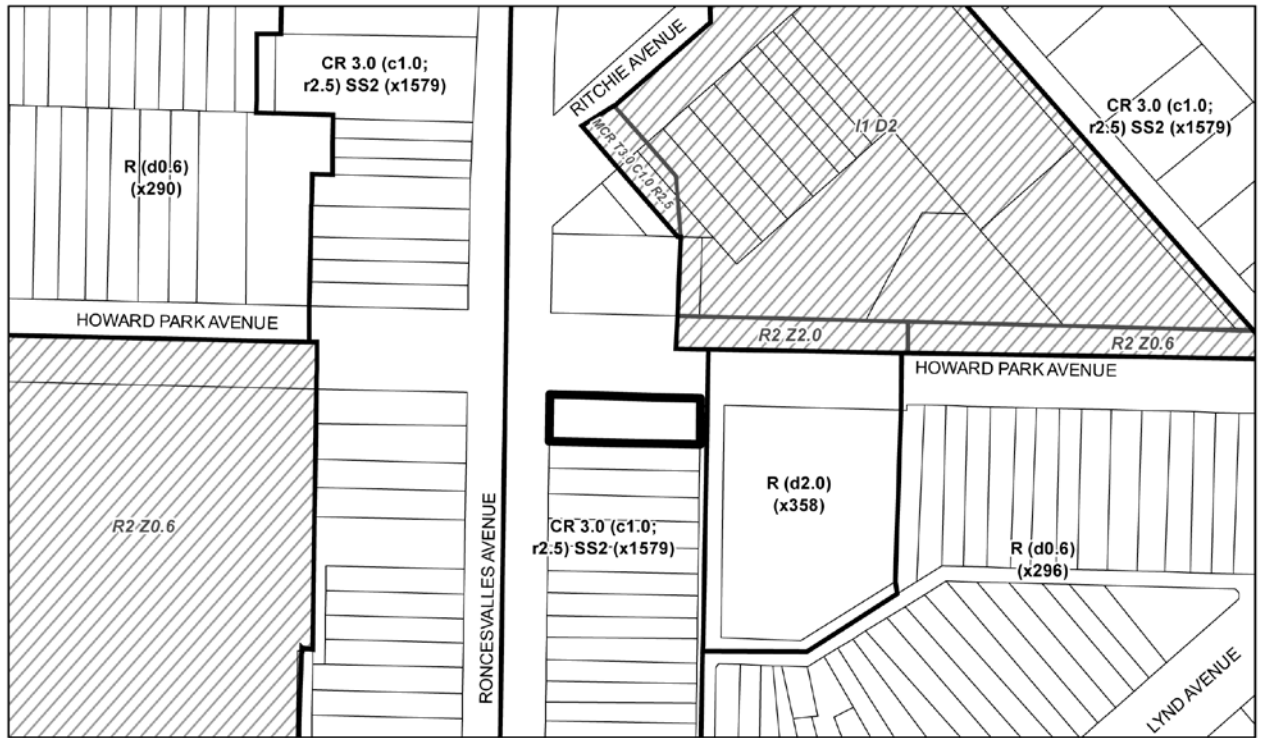 RITCHIE AVENUE
CR 3.0 (c1.0;
r2.5) SS2 (x1579)
CR 3.0 (c1.0;
r2.5) SS2 (x1579)
I1 D2
MCR T3.0 C1.0 R2.5
R (d0.6)
(x290)
HOWARD PARK AVENUE
R2 Z2.0
R2 Z0.6
HOWARD PARK AVENUE
R (d2.0)
(x358)
R2 Z0.6
RONCESVALLES AVENUE
CR 3.0 (c1.0;
r2.5) SS2 (x1579)
R (d0.6)
(x296)
LYND AVENUE